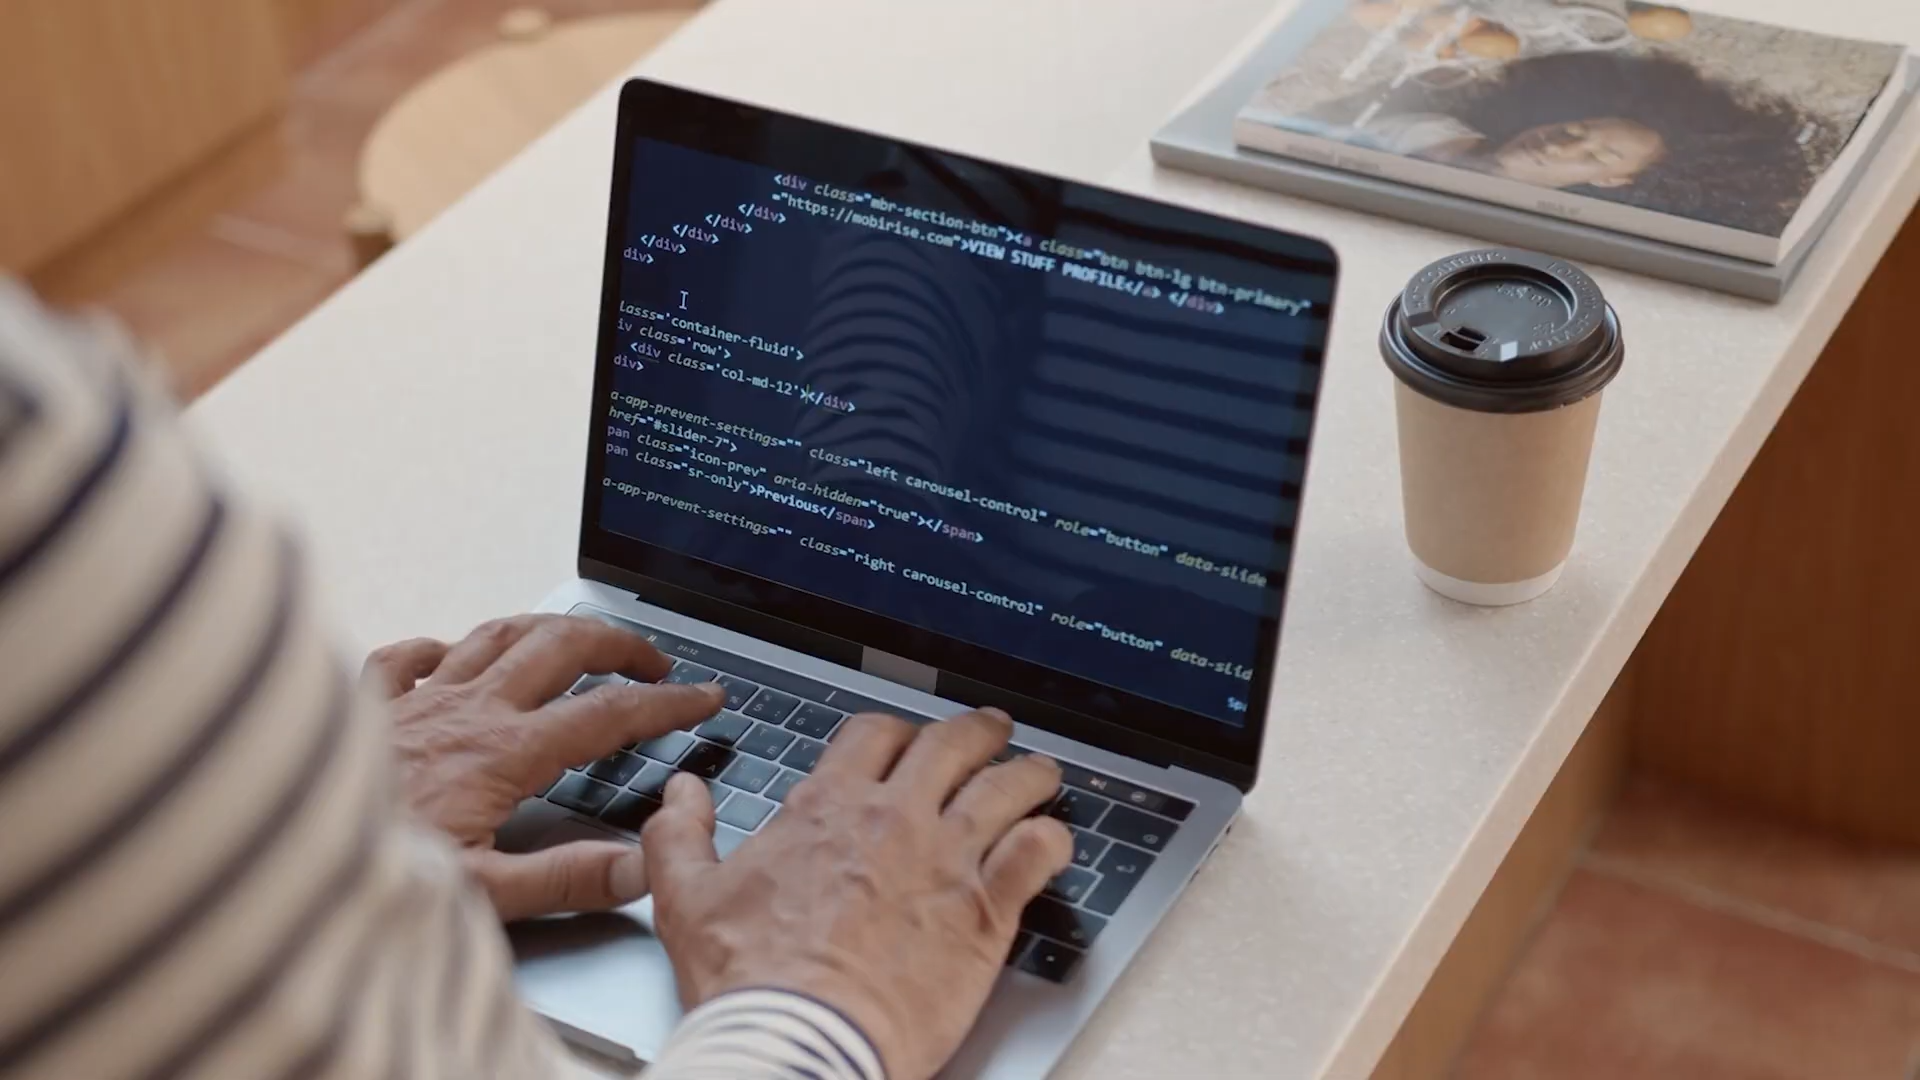 <div class="mbr-section-btn"><a class="btn btn-lg btn-primary"
="https://mobirise.com">VIEW STUFF PROFILE</a> </div>
</div>
</div>
</div>
</div>
div>
lasss='container-fluid'>
iv class='row'>
<div class='col-md-12'></div>
div>
a-app-prevent-settings="" class="left carousel-control" role="button" data-slide
href="#slider-7">
pan class="icon-prev" aria-hidden="true"></span>
pan class="sr-only">Previous</span>
a-app-prevent-settings="" class="right carousel-control" role="button" data-slid